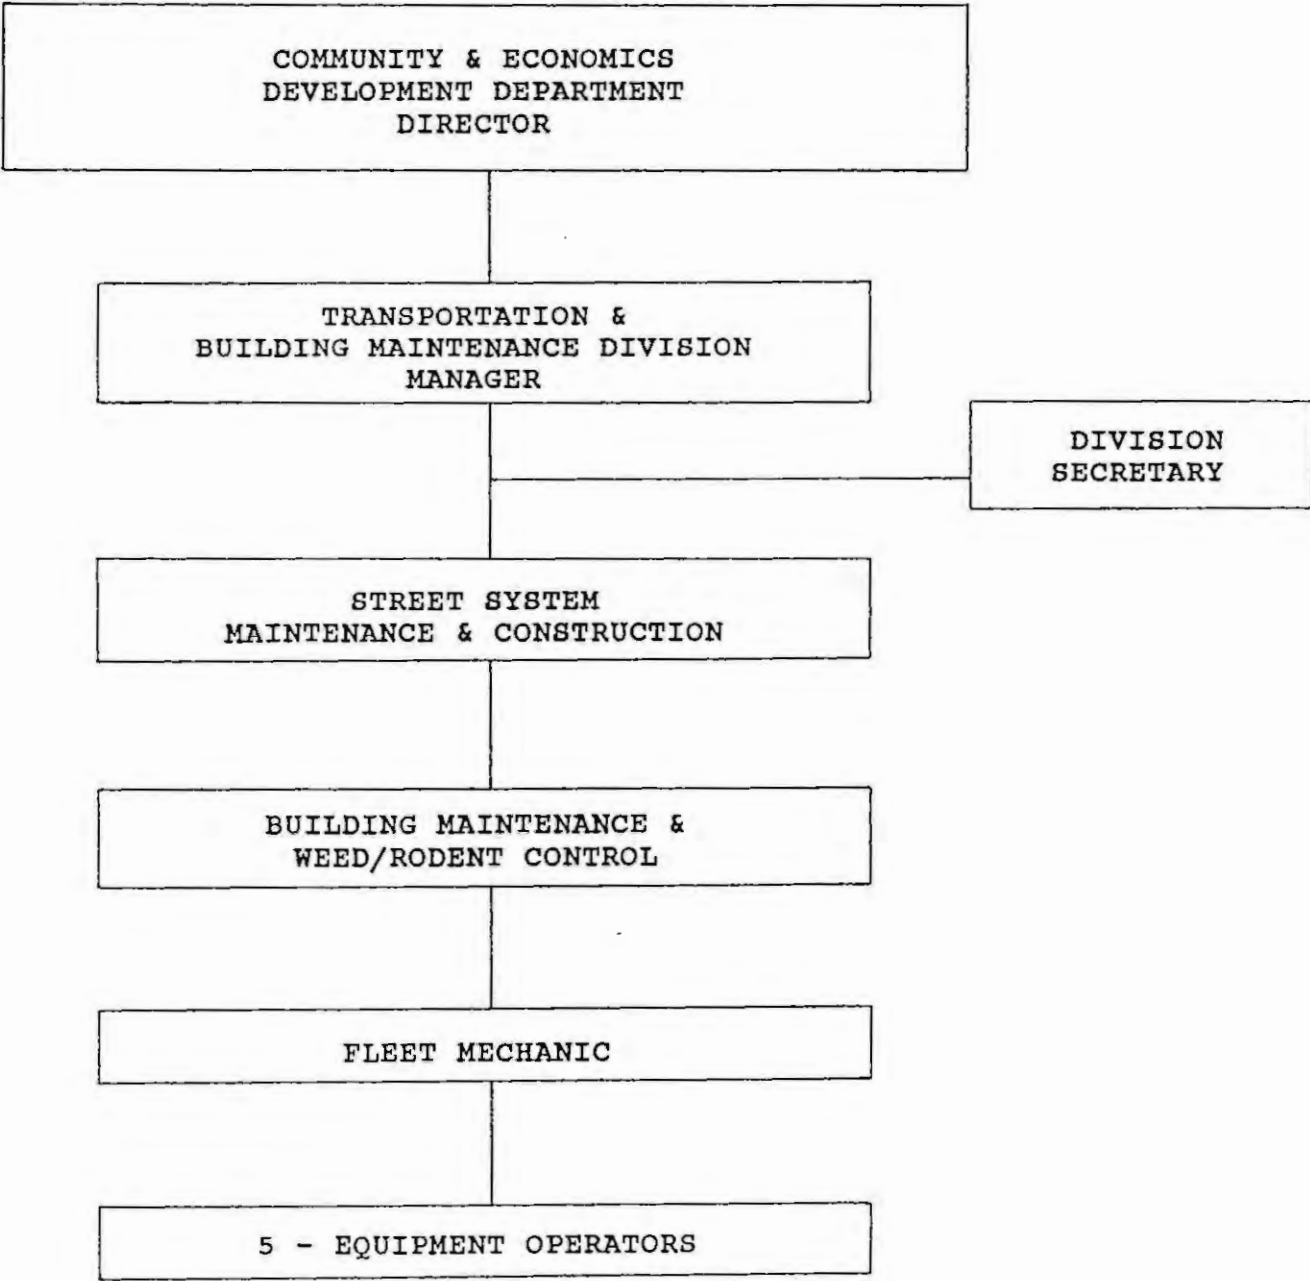 COMMUNITY & ECONOMICS
DEVELOPMENT DEPARTMENT
DIRECTOR
TRANSPORTATION &
BUILDING MAINTENANCE DIVISION
MANAGER
DIVISION
SECRETARY
STREET SYSTEM
MAINTENANCE & CONSTRUCTION
BUILDING MAINTENANCE &
WEED/RODENT CONTROL
FLEET MECHANIC
5 - EQUIPMENT OPERATORS